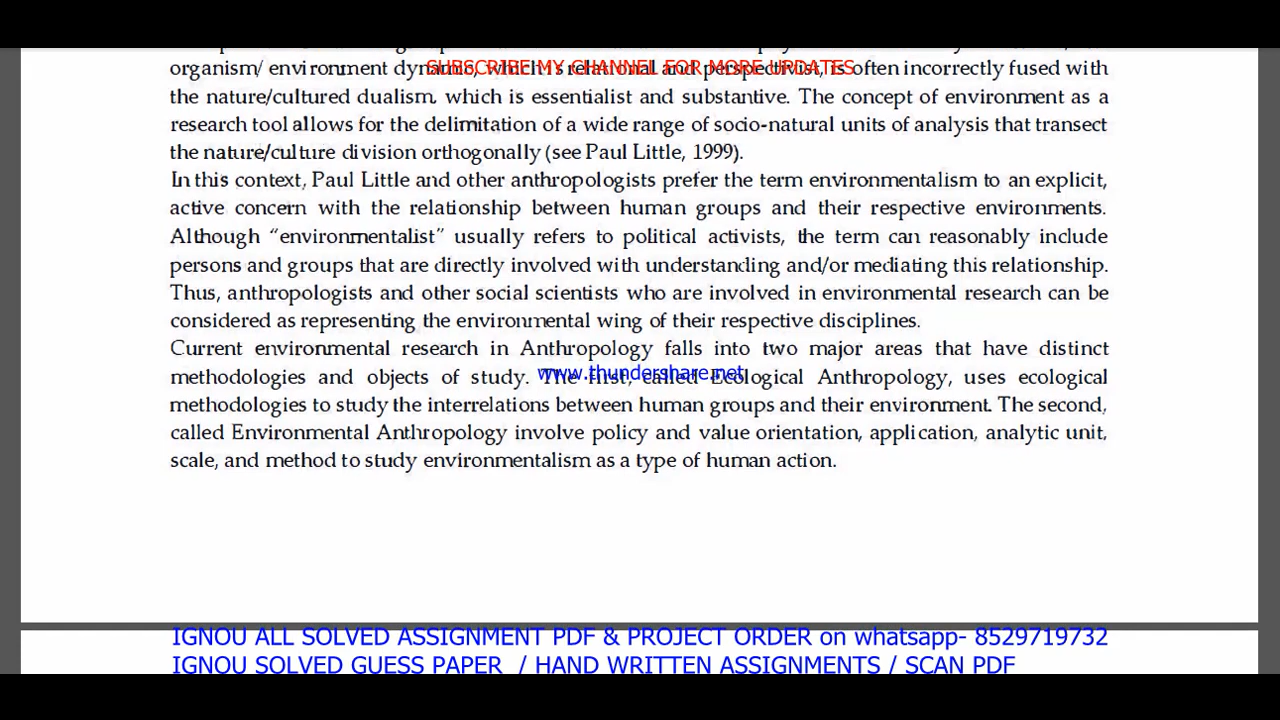 organism/ environment dynamic, which is relational and perspectivist, is often incorrectly fused with
SUBSCRIBE MY CHANNEL FOR MORE UPDATES
the nature/cultured dualism, which is essentialist and substantive. The concept of environment as a
research tool allows for the delimitation of a wide range of socio-natural units of analysis that transect
the nature/culture division orthogonally (see Paul Little, 1999).
In this context, Paul Little and other anthropologists prefer the term environmentalism to an explicit,
active concern with the relationship between human groups and their respective environments.
Although “environmentalist” usually refers to political activists, the term can reasonably include
persons and groups that are directly involved with understanding and/or mediating this relationship.
Thus, anthropologists and other social scientists who are involved in environmental research can be
considered as representing the environmental wing of their respective disciplines.
Current environmental research in Anthropology falls into two major areas that have distinct
methodologies and objects of study. The first, called Ecological Anthropology, uses ecological
www.thundershare.net
methodologies to study the interrelations between human groups and their environment. The second,
called Environmental Anthropology involve policy and value orientation, application, analytic unit,
scale, and method to study environmentalism as a type of human action.
IGNOU ALL SOLVED ASSIGNMENT PDF & PROJECT ORDER on whatsapp- 8529719732
IGNOU SOLVED GUESS PAPER / HAND WRITTEN ASSIGNMENTS / SCAN PDF